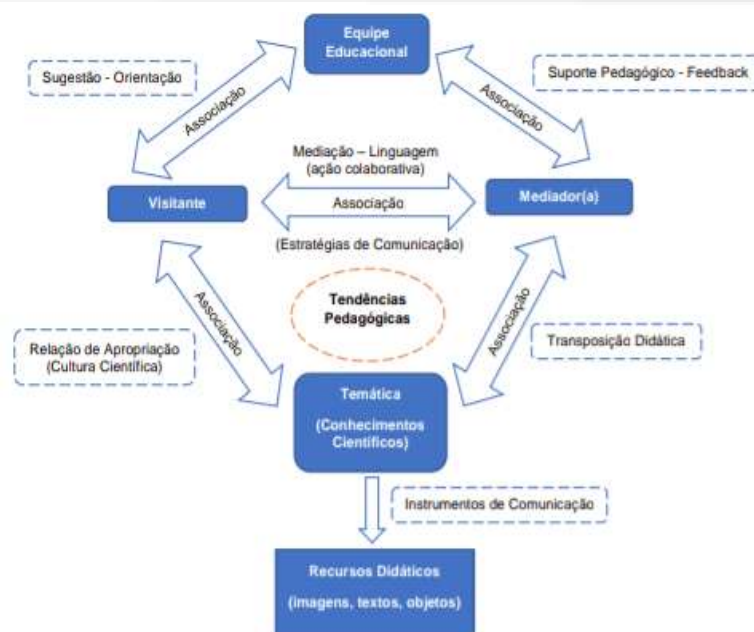 Equipe
Educacional
Sugestão - Orientação
Suporte Pedagógico - Feedback
Associação
Associação
Mediação – Linguagem
(ação colaborativa)
Visitante
Associação
Mediador(a)
(Estratégias de Comunicação)
Associação
Tendências
Pedagógicas
Associação
Relação de Apropriação
(Cultura Científica)
Transposição Didática
Temática
(Conhecimentos
Científicos)
Instrumentos de Comunicação
Recursos Didáticos
(imagens, textos, objetos)